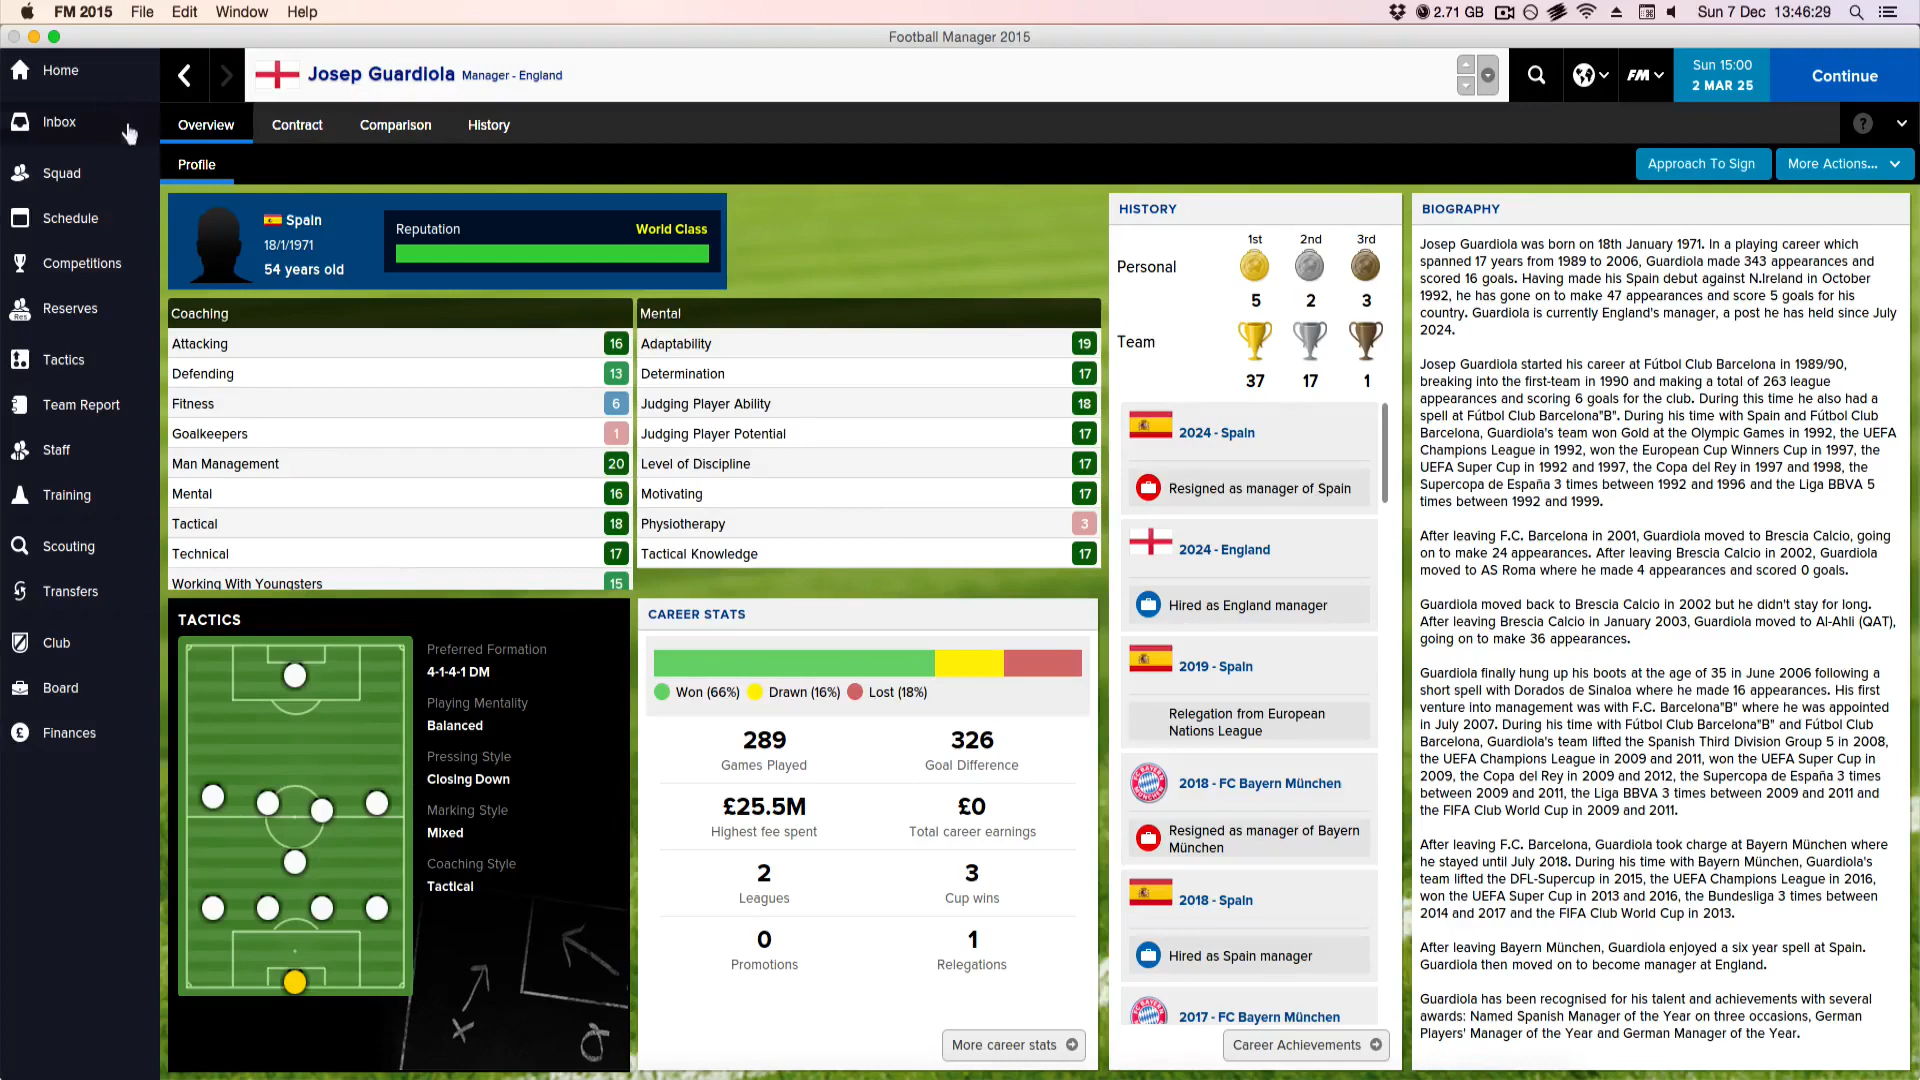 FM 2015 File Edit Window Help
2.71 GB Sun 7 Dec 13:46:29
Football Manager 2015
Home
Inbox
Squad
Schedule
Competitions
Reserves
Res
Tactics
Team Report
Staff
Training
Scouting
Transfers
Club
Board
Finances
Josep Guardiola Manager - England
FM
Sun 15:00
2 MAR 25
Continue
Overview Contract Comparison History
?
Profile
Approach To Sign More Actions...
Spain
18/1/1971
54 years old
Reputation World Class
Coaching
Attacking 16
Defending 13
Fitness 6
Goalkeepers 1
Man Management 20
Mental 16
Tactical 18
Technical 17
Working With Youngsters 15
Mental
Adaptability 19
Determination 17
Judging Player Ability 18
Judging Player Potential 17
Level of Discipline 17
Motivating 17
Physiotherapy 3
Tactical Knowledge 17
TACTICS
Preferred Formation
4-1-4-1 DM
Playing Mentality
Balanced
Pressing Style
Closing Down
Marking Style
Mixed
Coaching Style
Tactical
CAREER STATS
Won (66%) Drawn (16%) Lost (18%)
289 326
Games Played Goal Difference
£25.5M £0
Highest fee spent Total career earnings
2 3
Leagues Cup wins
0 1
Promotions Relegations
More career stats
HISTORY
1st 2nd 3rd
Personal
5 2 3
Team
37 17 1
2024 - Spain
Resigned as manager of Spain
2024 - England
Hired as England manager
2019 - Spain
Relegation from European
Nations League
2018 - FC Bayern München
Resigned as manager of Bayern
München
2018 - Spain
Hired as Spain manager
2017 - FC Bayern München
Career Achievements
BIOGRAPHY
Josep Guardiola was born on 18th January 1971. In a playing career which
spanned 17 years from 1989 to 2006, Guardiola made 343 appearances and
scored 16 goals. Having made his Spain debut against N.Ireland in October
1992, he has gone on to make 47 appearances and score 5 goals for his
country. Guardiola is currently England's manager, a post he has held since July
2024.
Josep Guardiola started his career at Fútbol Club Barcelona in 1989/90,
breaking into the first-team in 1990 and making a total of 263 league
appearances and scoring 6 goals for the club. During this time he also had a
spell at Fútbol Club Barcelona"B". During his time with Spain and Fútbol Club
Barcelona, Guardiola's team won Gold at the Olympic Games in 1992, the UEFA
Champions League in 1992, won the European Cup Winners Cup in 1997, the
UEFA Super Cup in 1992 and 1997, the Copa del Rey in 1997 and 1998, the
Supercopa de España 3 times between 1992 and 1996 and the Liga BBVA 5
times between 1992 and 1999.
After leaving F.C. Barcelona in 2001, Guardiola moved to Brescia Calcio, going
on to make 24 appearances. After leaving Brescia Calcio in 2002, Guardiola
moved to AS Roma where he made 4 appearances and scored 0 goals.
Guardiola moved back to Brescia Calcio in 2002 but he didn't stay for long.
After leaving Brescia Calcio in January 2003, Guardiola moved to Al-Ahli (QAT),
going on to make 36 appearances.
Guardiola finally hung up his boots at the age of 35 in June 2006 following a
short spell with Dorados de Sinaloa where he made 16 appearances. His first
venture into management was with F.C. Barcelona"B" where he was appointed
in July 2007. During his time with Fútbol Club Barcelona"B" and Fútbol Club
Barcelona, Guardiola's team lifted the Spanish Third Division Group 5 in 2008,
the UEFA Champions League in 2009 and 2011, won the UEFA Super Cup in
2009, the Copa del Rey in 2009 and 2012, the Supercopa de España 3 times
between 2009 and 2011, the Liga BBVA 3 times between 2009 and 2011 and
the FIFA Club World Cup in 2009 and 2011.
After leaving F.C. Barcelona, Guardiola took charge at Bayern München where
he stayed until July 2018. During his time with Bayern München, Guardiola's
team lifted the DFL-Supercup in 2015, the UEFA Champions League in 2016,
won the UEFA Super Cup in 2013 and 2016, the Bundesliga 3 times between
2014 and 2017 and the FIFA Club World Cup in 2013.
After leaving Bayern München, Guardiola enjoyed a six year spell at Spain.
Guardiola then moved on to become manager at England.
Guardiola has been recognised for his talent and achievements with several
awards: Named Spanish Manager of the Year on three occasions, German
Players' Manager of the Year and German Manager of the Year.